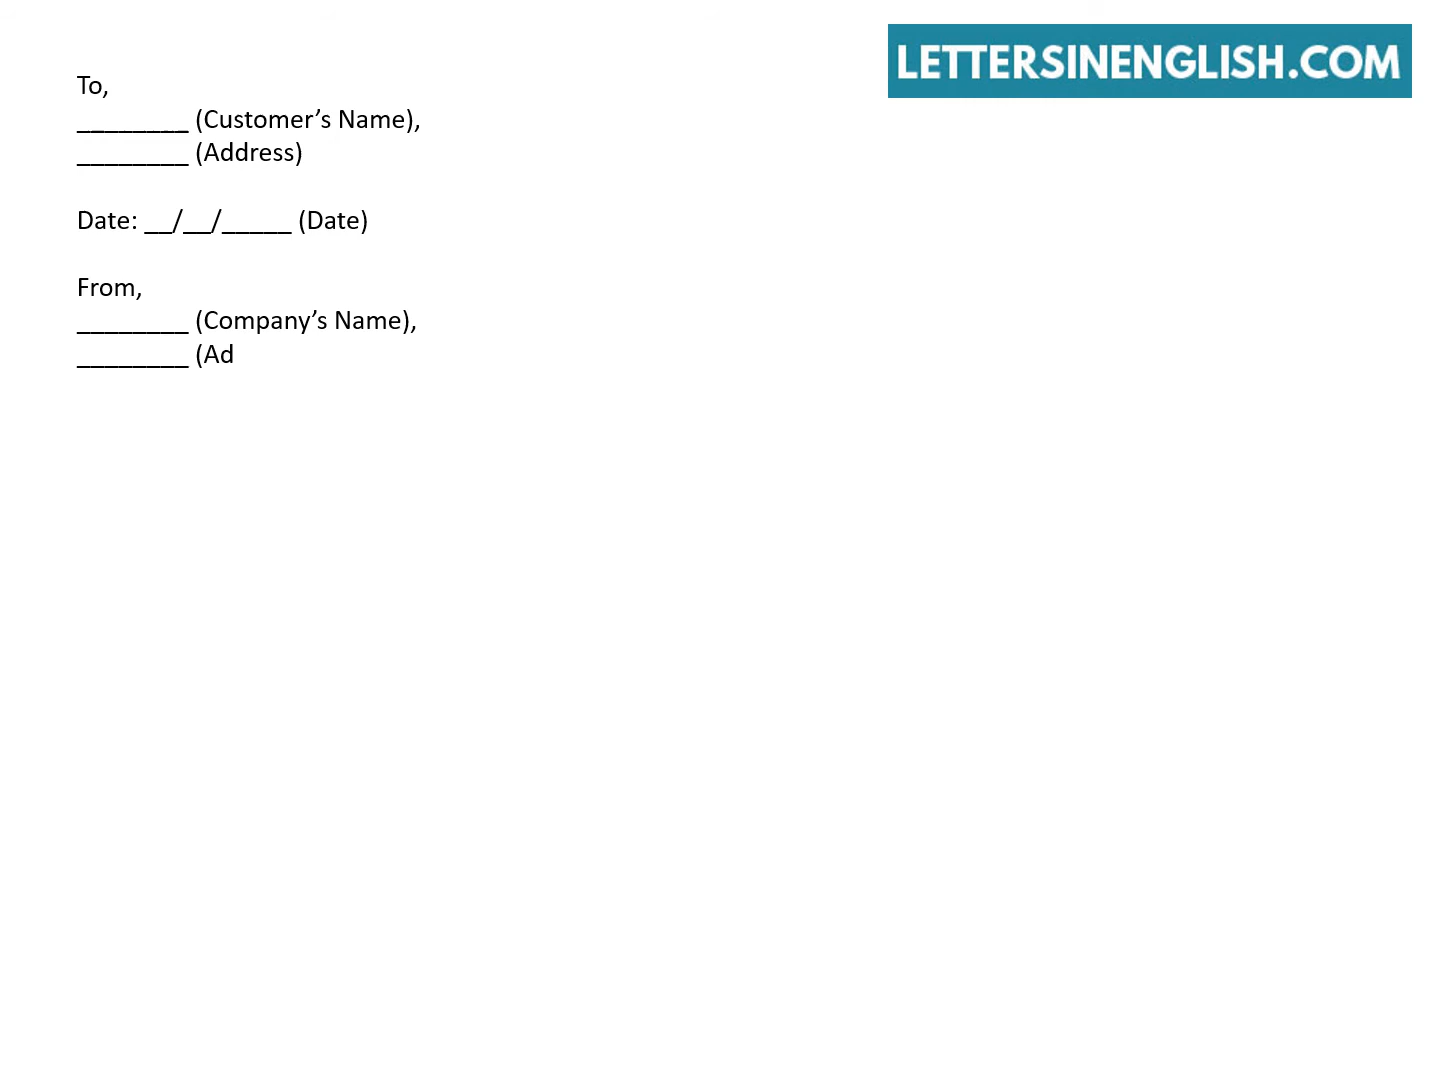 LETTERSINENGLISH.COM
To,
________ (Customer’s Name),
________ (Address)
Date: __/__/_____ (Date)
From,
________ (Company’s Name),
________ (Ad